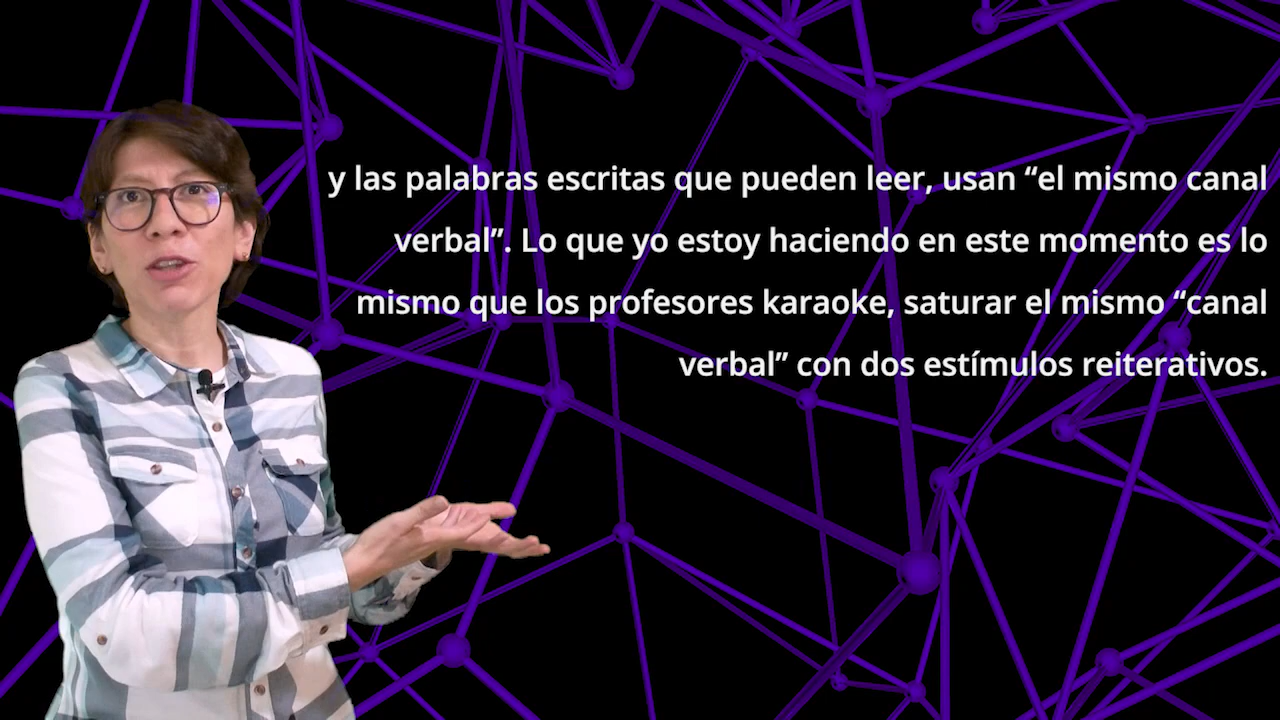 y las palabras escritas que pueden leer, usan “el mismo canal
verbal”. Lo que yo estoy haciendo en este momento es lo
mismo que los profesores karaoke, saturar el mismo “canal
verbal” con dos estímulos reiterativos.